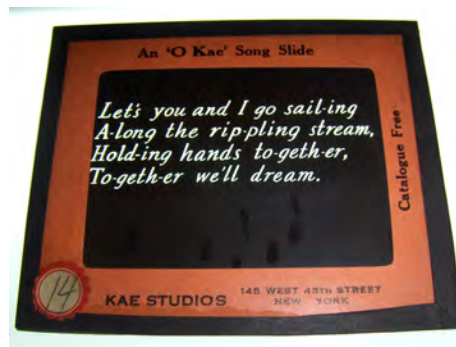 An 'O Kae' Song Slide
Let's you and I go sail-ing
A-long the rip-pling stream,
Hold-ing hands to-geth-er,
To-geth-er we'll dream.
Catalogue Free
14
KAE STUDIOS
145 WEST 45TH STREET
NEW YORK